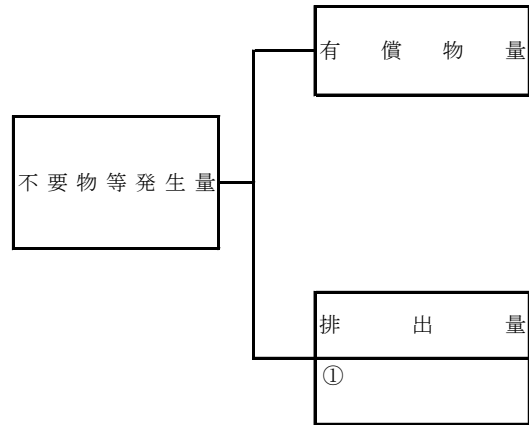 有償物量
不要物等発生量
排出量
①